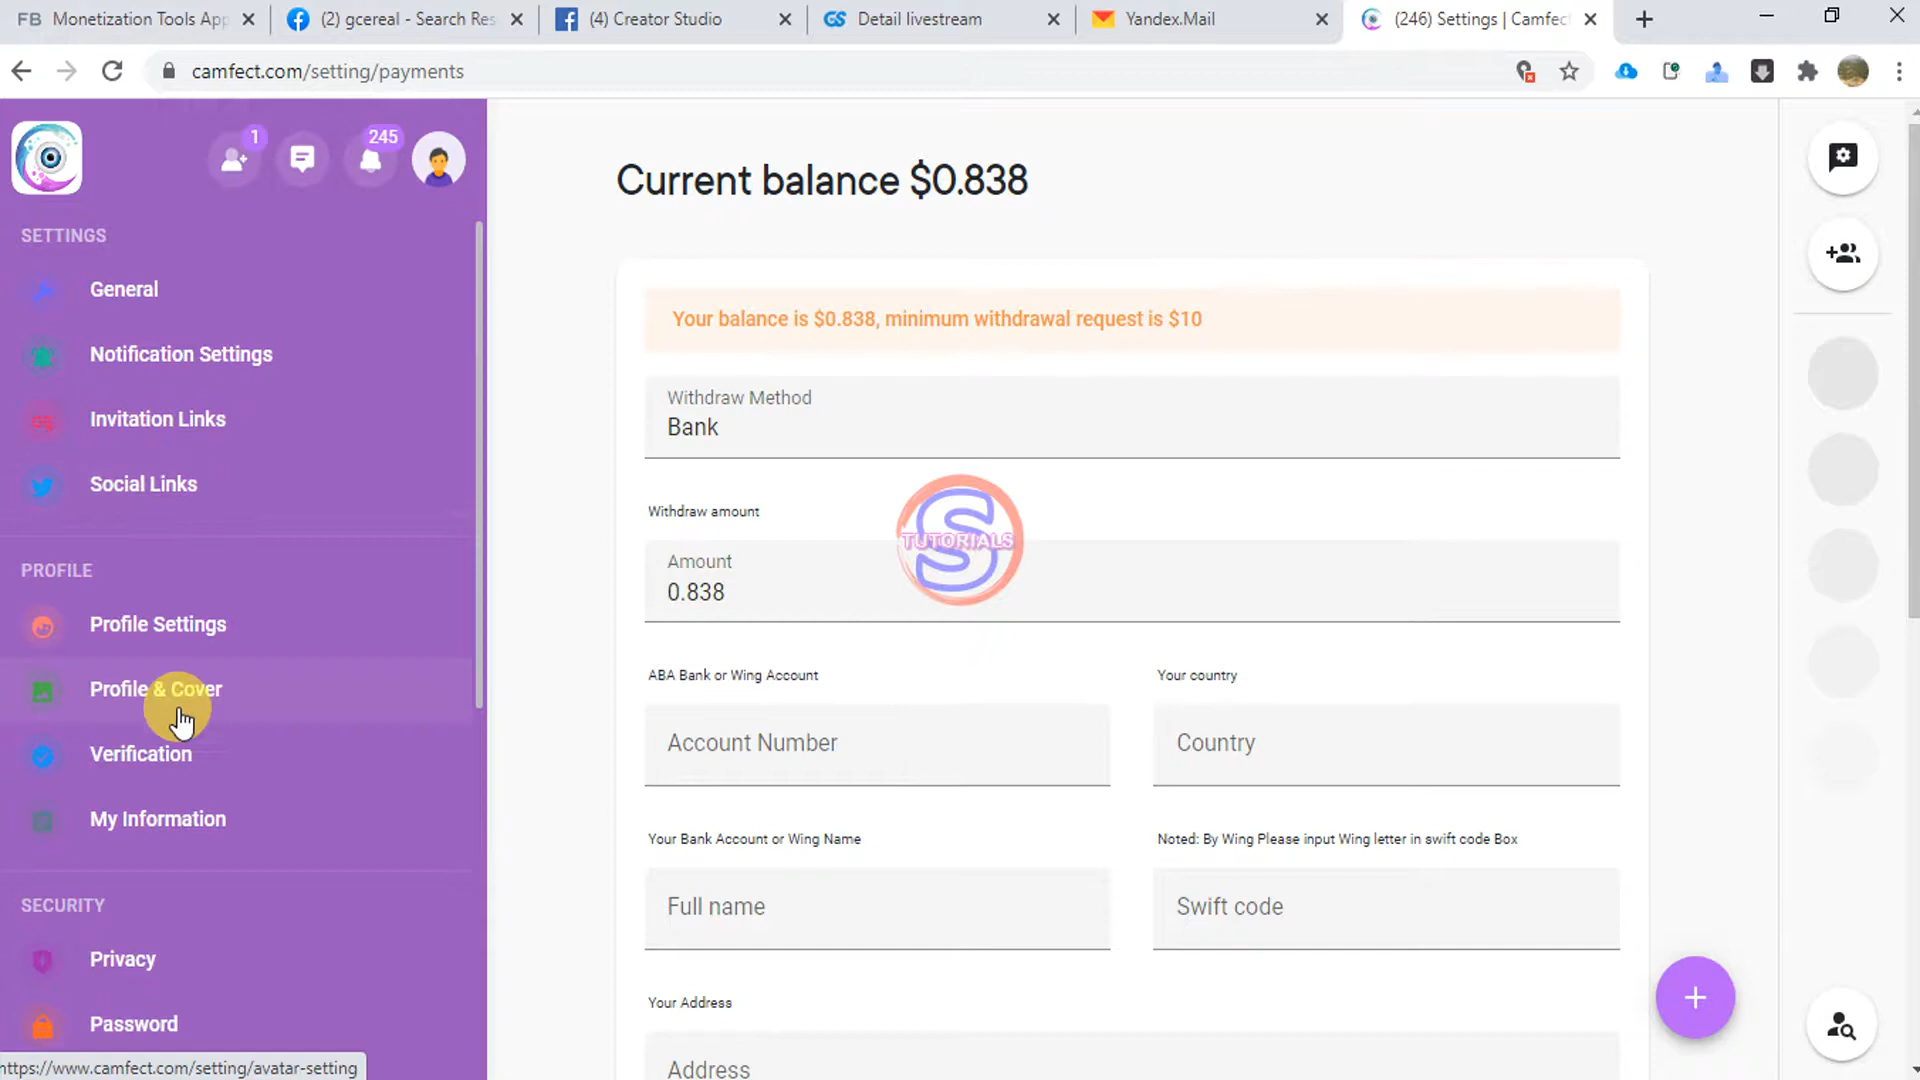 FB Monetization Tools App
(2) gcereal - Search Res
(4) Creator Studio
GS Detail livestream
Yandex.Mail
(246) Settings | Camfect
camfect.com/setting/payments
1
245
SETTINGS
General
Notification Settings
Invitation Links
Social Links
PROFILE
Profile Settings
Profile & Cover
Verification
My Information
SECURITY
Privacy
Password
https://www.camfect.com/setting/avatar-setting
Current balance $0.838
Your balance is $0.838, minimum withdrawal request is $10
Withdraw Method
Bank
Withdraw amount
Amount
0.838
S
TUTORIALS
ABA Bank or Wing Account
Your country
Account Number
Country
Your Bank Account or Wing Name
Noted: By Wing Please input Wing letter in swift code Box
Full name
Swift code
Your Address
Address